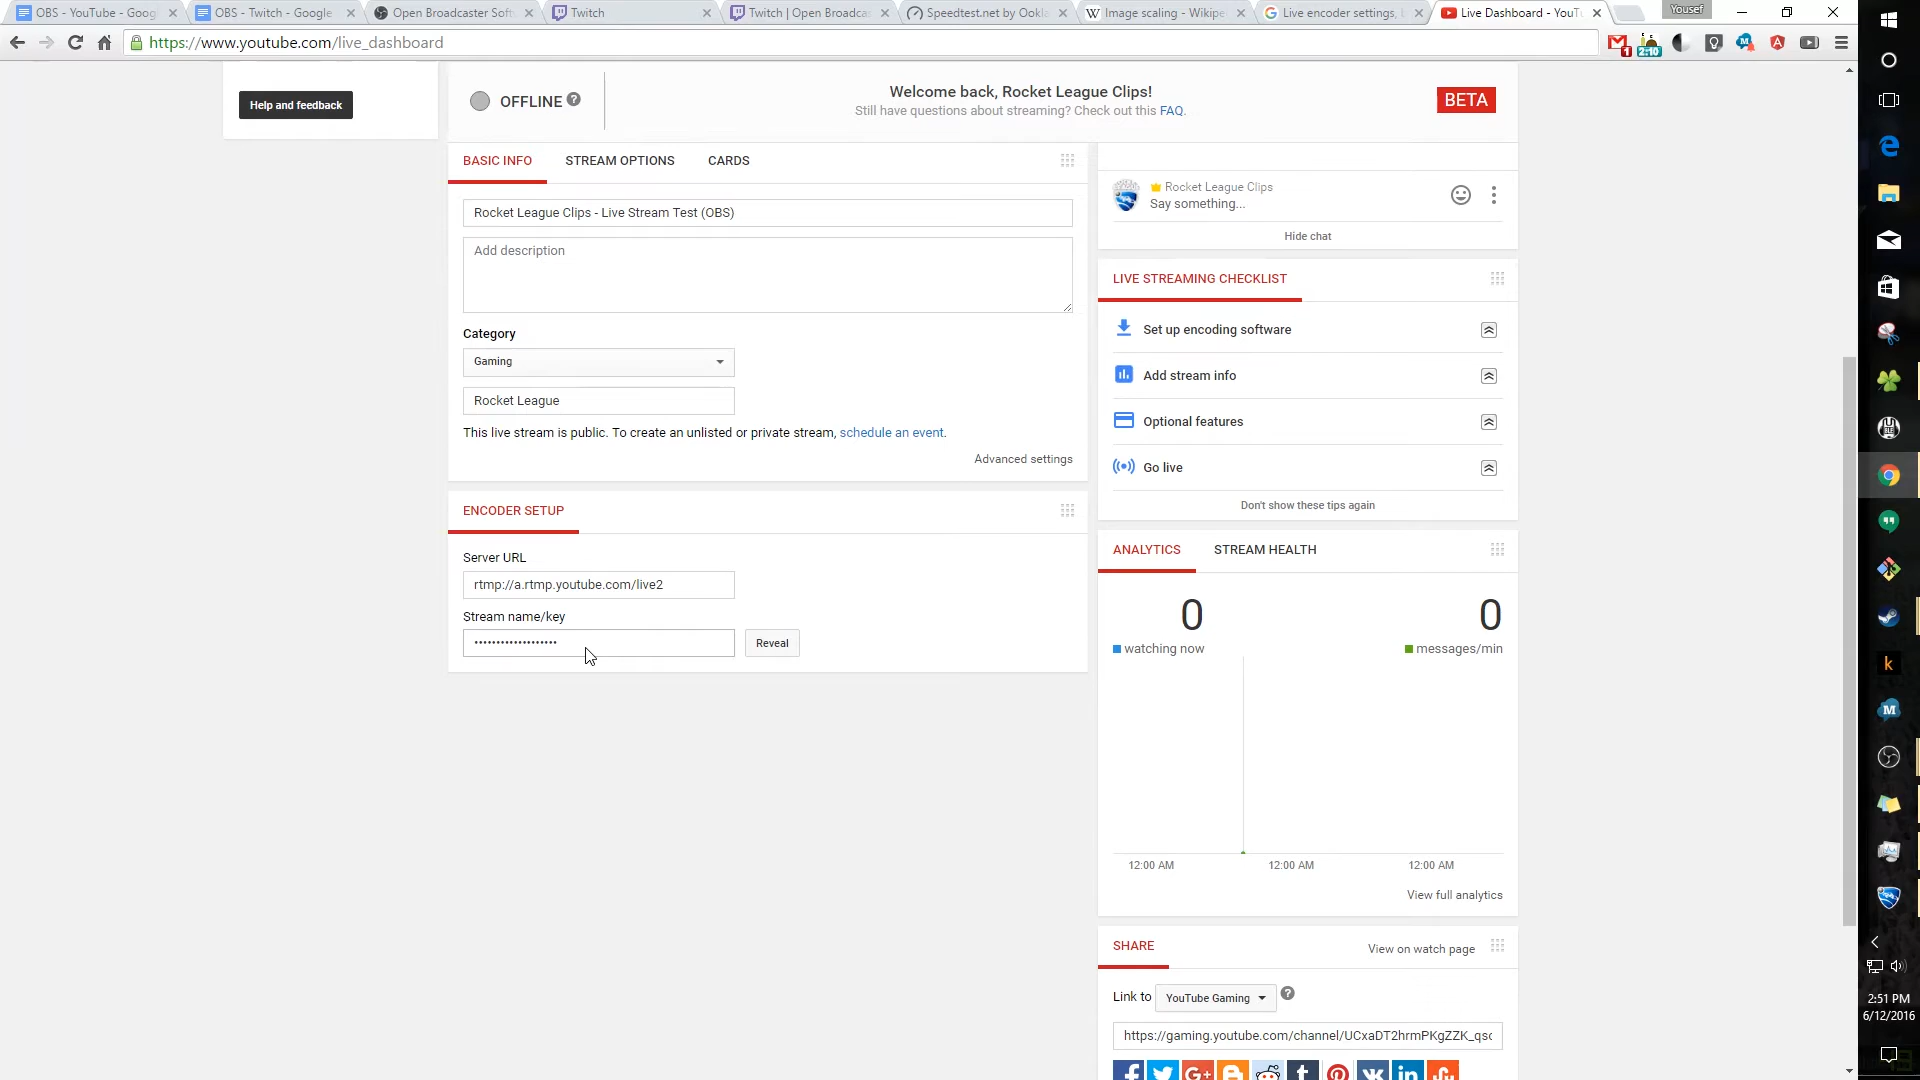 OBS - YouTube - Goog
OBS - Twitch - Google
Open Broadcaster Soft
Twitch
Twitch | Open Broadcas
Speedtest.net by Ookla
Image scaling - Wikipe
Live encoder settings, b
Live Dashboard - YouTu
Yousef
https://www.youtube.com/live_dashboard
1
2:10
Help and feedback
OFFLINE
?
Welcome back, Rocket League Clips!
Still have questions about streaming? Check out this FAQ.
BETA
BASIC INFO
STREAM OPTIONS
CARDS
Rocket League Clips - Live Stream Test (OBS)
Add description
Category
Gaming
Rocket League
This live stream is public. To create an unlisted or private stream, schedule an event.
Advanced settings
ENCODER SETUP
Server URL
rtmp://a.rtmp.youtube.com/live2
Stream name/key
•••••••••••••••••••
Reveal
Rocket League Clips
Say something...
Hide chat
LIVE STREAMING CHECKLIST
Set up encoding software
Add stream info
Optional features
Go live
Don't show these tips again
ANALYTICS
STREAM HEALTH
0
watching now
0
messages/min
12:00 AM
12:00 AM
12:00 AM
View full analytics
SHARE
View on watch page
Link to
YouTube Gaming
?
https://gaming.youtube.com/channel/UCxaDT2hrmPKgZZK_qsc
2:51 PM
6/12/2016